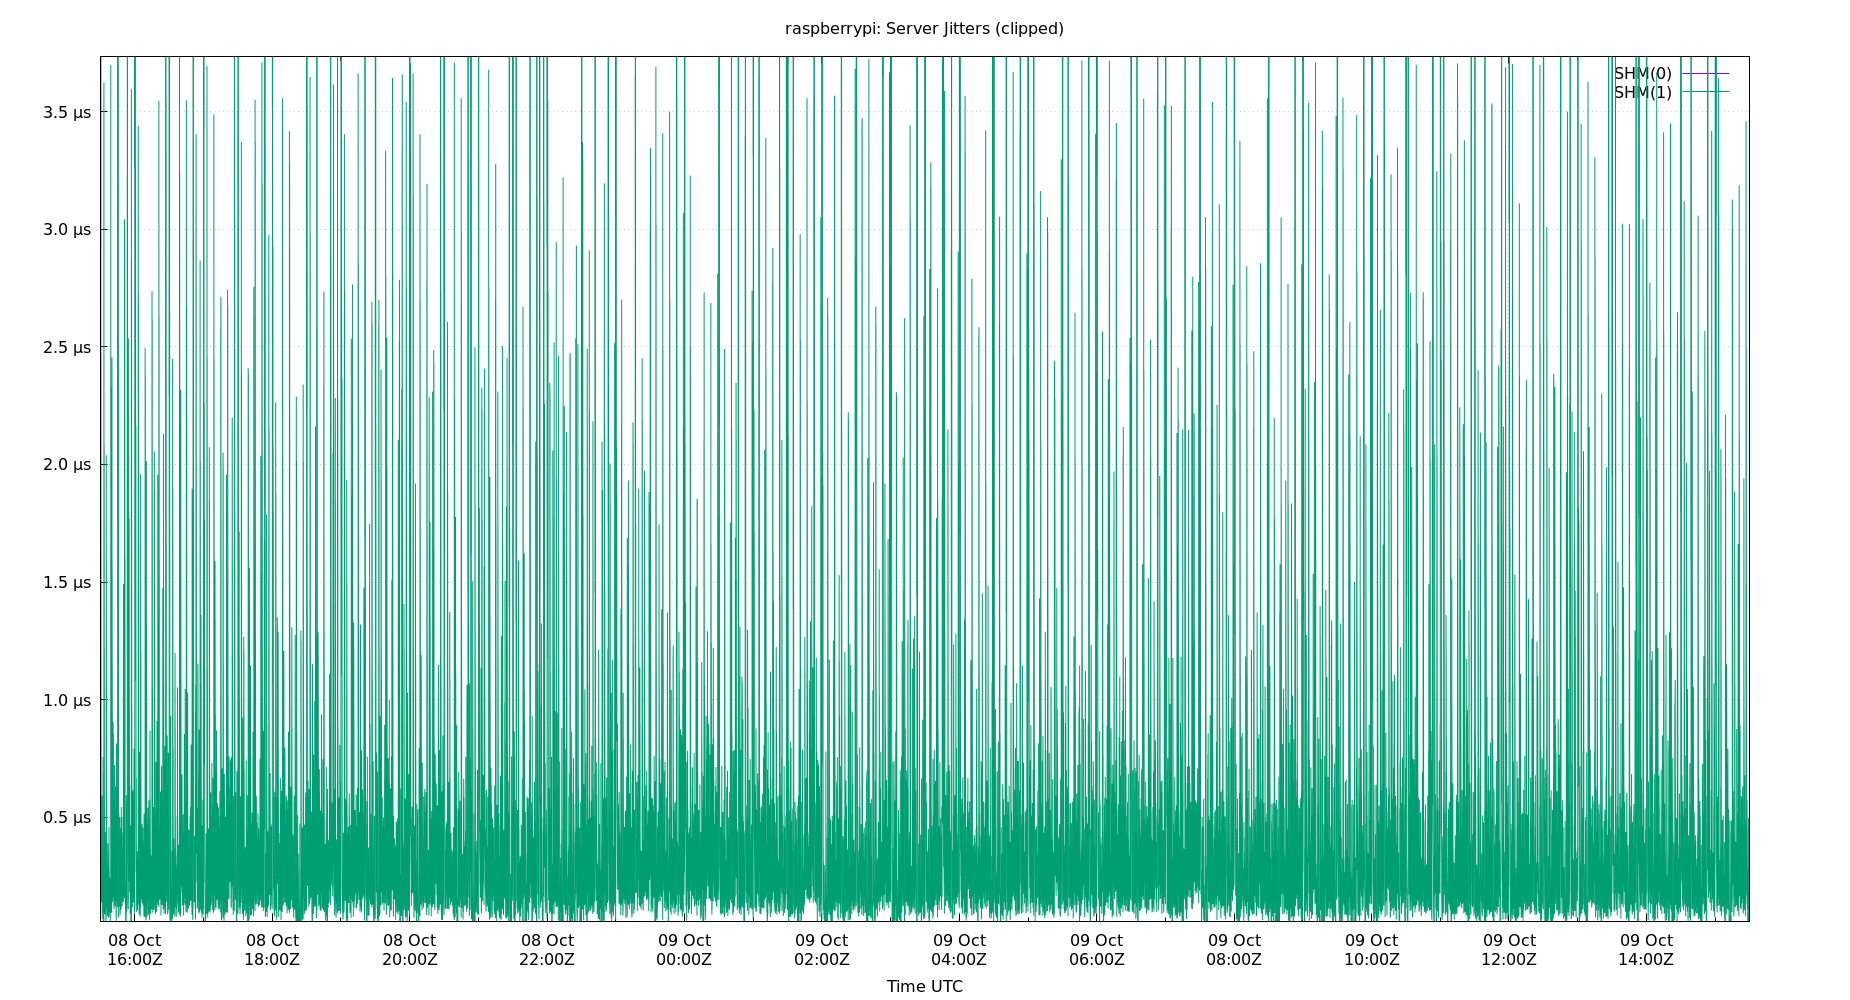 raspberrypi: Server Jitters (clipped)
SHM(0)
SHM(1)
3.5 µs
3.0 µs
2.5 µs
2.0 µs
1.5 µs
1.0 µs
0.5 µs
08 Oct 08 Oct 08 Oct 08 Oct 09 Oct 09 Oct 09 Oct 09 Oct 09 Oct 09 Oct 09 Oct 09 Oct
16:00Z 18:00Z 20:00Z 22:00Z 00:00Z 02:00Z 04:00Z 06:00Z 08:00Z 10:00Z 12:00Z 14:00Z
Time UTC